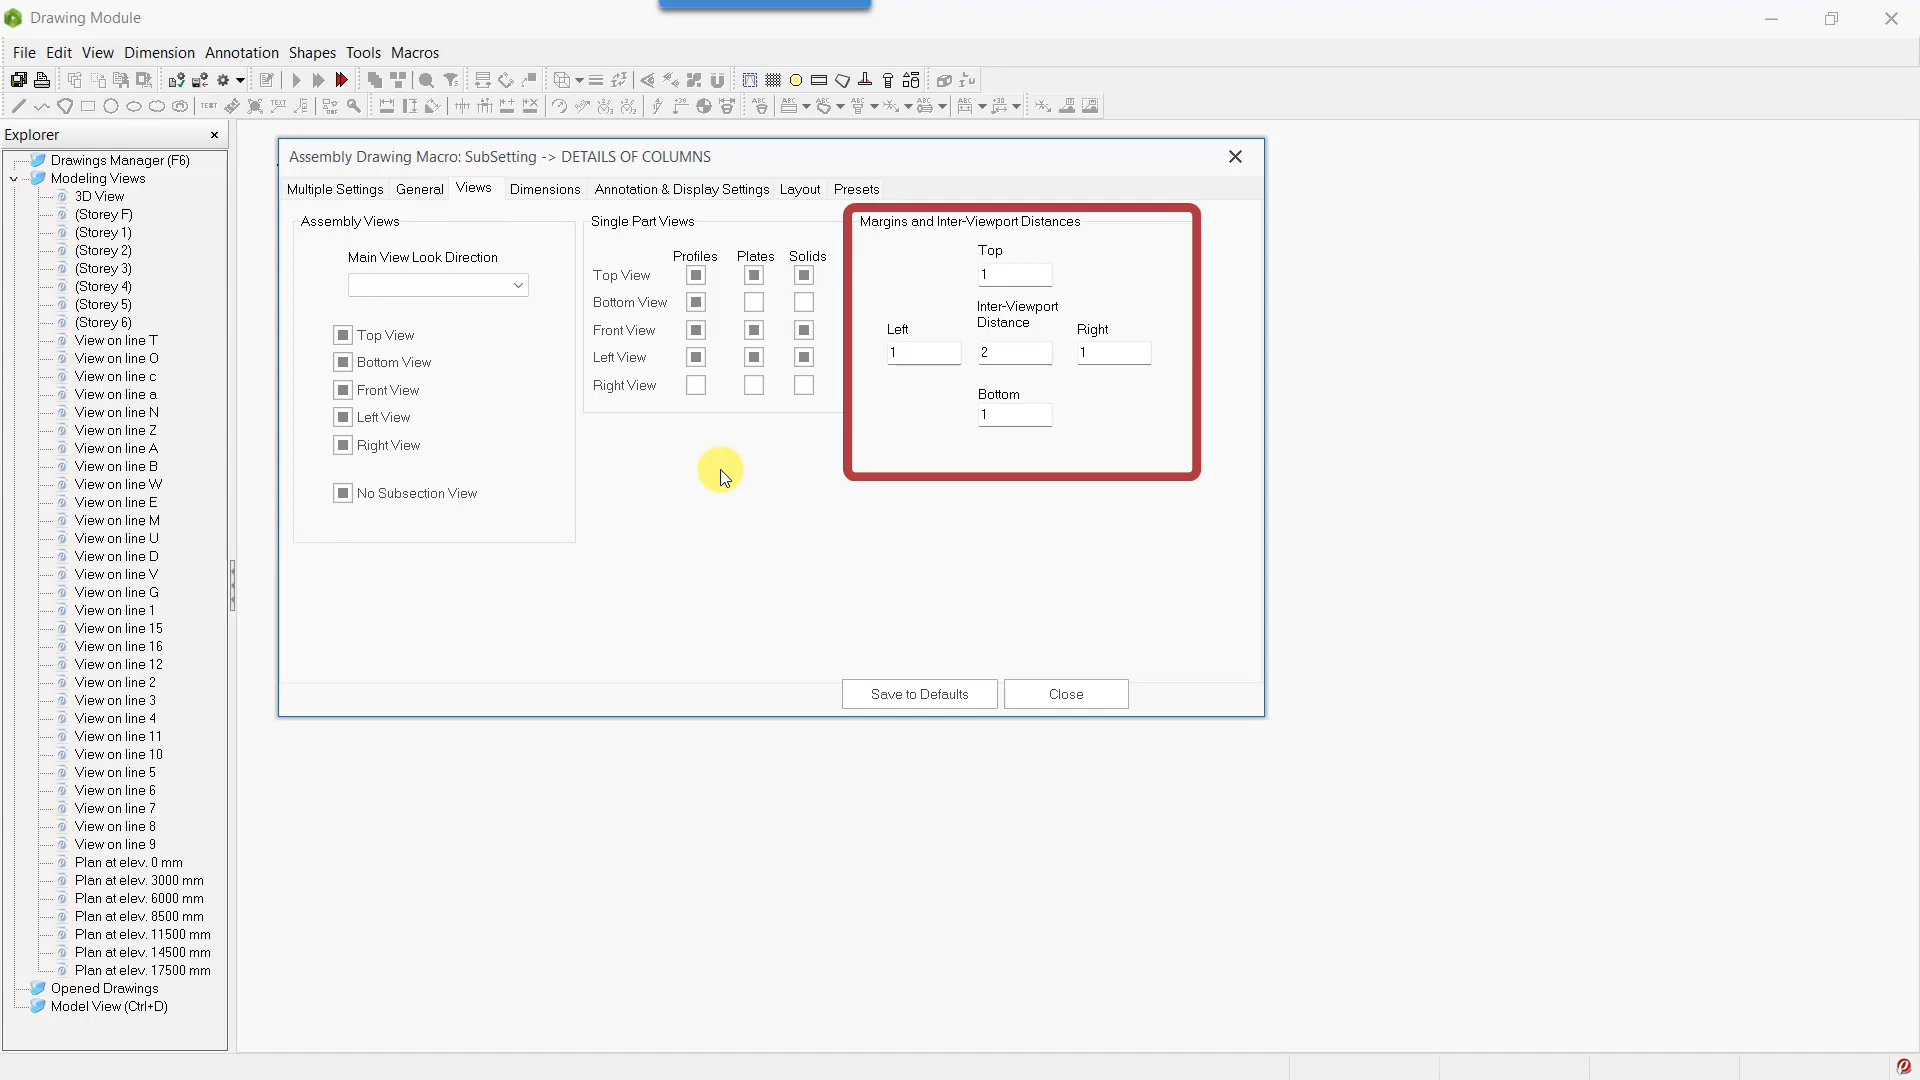 Drawing Module
File Edit View Dimension Annotation Shapes Tools Macros
Explorer
Drawings Manager (F6)
Modeling Views
3D View
(Storey F)
(Storey 1)
(Storey 2)
(Storey 3)
(Storey 4)
(Storey 5)
(Storey 6)
View on line T
View on line O
View on line c
View on line a
View on line N
View on line Z
View on line A
View on line B
View on line W
View on line E
View on line M
View on line U
View on line D
View on line V
View on line G
View on line 1
View on line 15
View on line 16
View on line 12
View on line 2
View on line 3
View on line 4
View on line 11
View on line 10
View on line 5
View on line 6
View on line 7
View on line 8
View on line 9
Plan at elev. 0 mm
Plan at elev. 3000 mm
Plan at elev. 6000 mm
Plan at elev. 8500 mm
Plan at elev. 11500 mm
Plan at elev. 14500 mm
Plan at elev. 17500 mm
Opened Drawings
Model View (Ctrl+D)
Assembly Drawing Macro: SubSetting -> DETAILS OF COLUMNS
Multiple Settings General Views Dimensions Annotation & Display Settings Layout Presets
Assembly Views
Main View Look Direction
Top View
Bottom View
Front View
Left View
Right View
No Subsection View
Single Part Views
Profiles Plates Solids
Top View
Bottom View
Front View
Left View
Right View
Margins and Inter-Viewport Distances
Top
1
Inter-Viewport
Distance
Left Right
1 2 1
Bottom
1
Save to Defaults Close